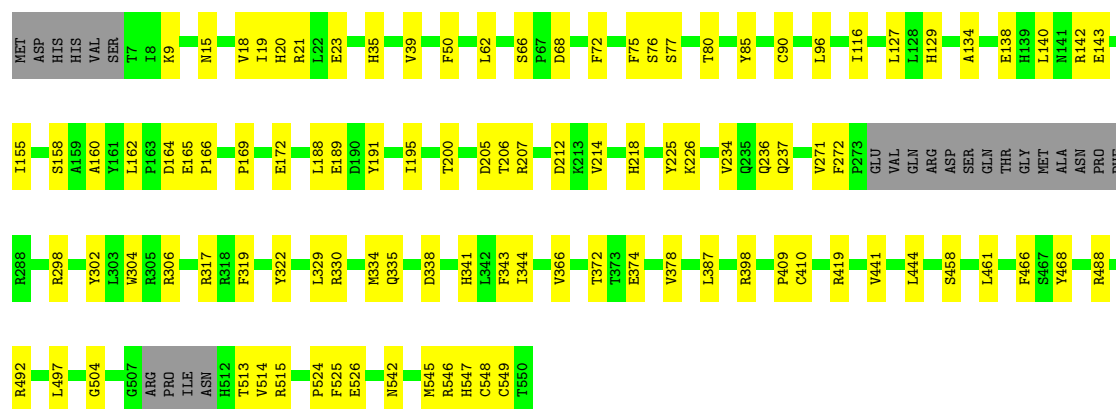 MET ASP HIS HIS VAL SER T7 I8 K9 N15 V18 I19 H20 R21 L22 E23 H35 V39 F50 L62 S66 P67 D68 F72 F75 S76 S77 T80 Y85 C90 L96 I116 L127 L128 H129 A134 E138 H139 L140 N141 R142 E143
I155 S158 A159 A160 Y161 L162 P163 D164 E165 P166 P169 E172 L188 E189 D190 Y191 I195 T200 D205 T206 R207 D212 K213 V214 H218 Y225 K226 V234 Q235 Q236 Q237 V271 F272 P273 GLU VAL GLN ARG ASP SER GLN THR GLY MET ALA ASN PRO
R288 R298 Y302 L303 W304 R305 R306 R317 R318 F319 Y322 L329 R330 M334 Q335 D338 H341 L342 F343 I344 V366 T372 T373 E374 V378 L387 R398 P409 C410 R419 V441 L444 S458 L461 F466 S467 Y468 R488
R492 L497 G504 G507 ARG PRO ILE ASN H512 T513 V514 R515 P524 F525 E526 N542 M545 R546 H547 C548 C549 T550